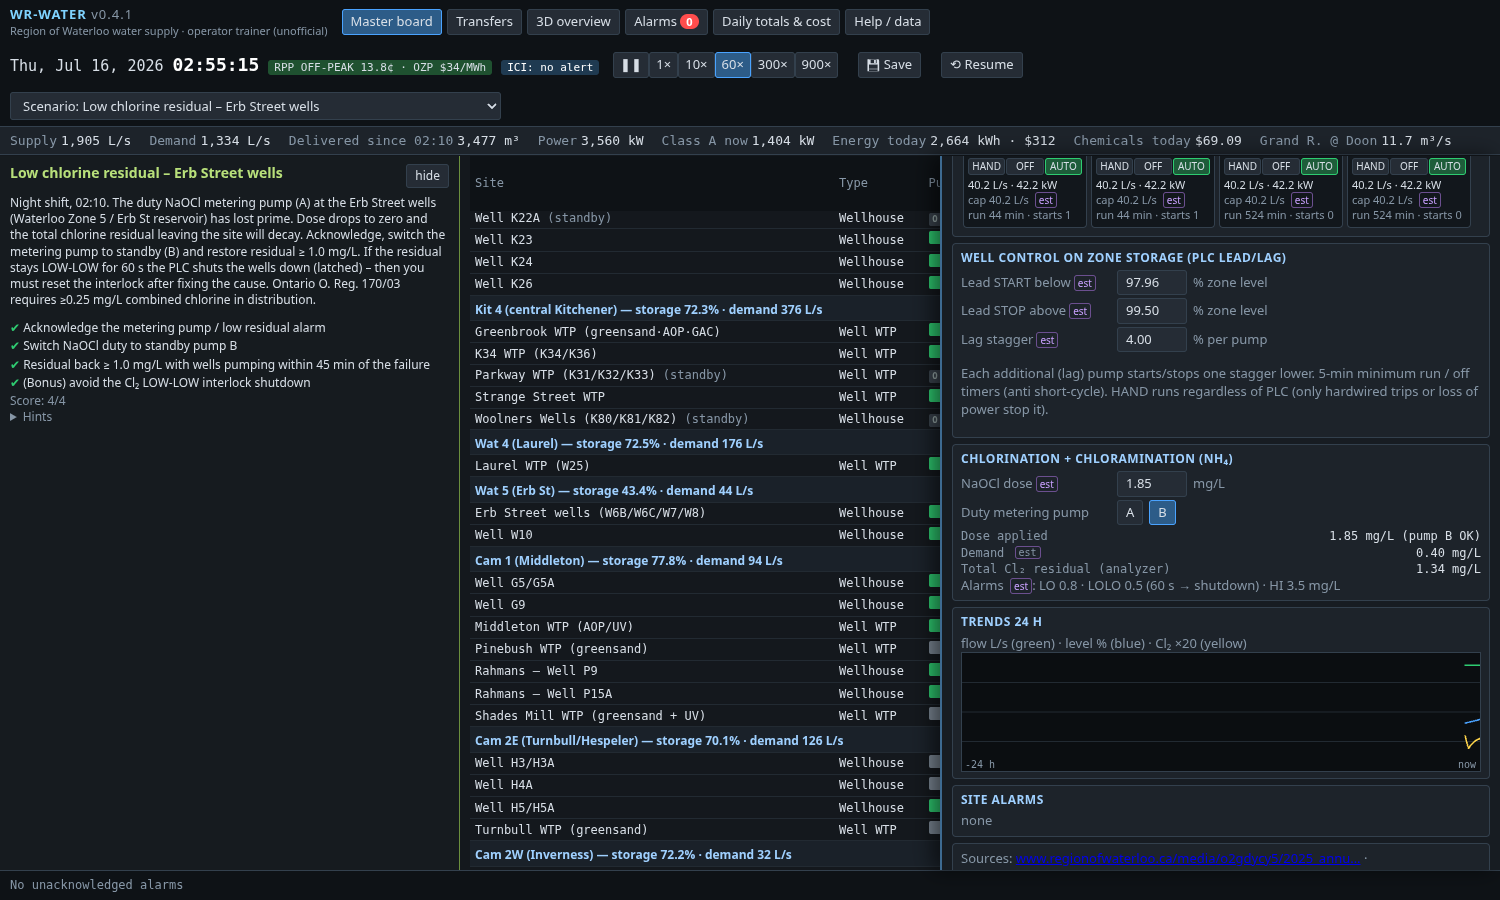 WR-WATER v0.4.1
Region of Waterloo water supply · operator trainer (unofficial)
Master board
Transfers
3D overview
Alarms 0
Daily totals & cost
Help / data
Thu, Jul 16, 2026 02:55:15
RPP OFF-PEAK 13.8¢ · OZP $34/MWh
ICI: no alert
❚❚
1×
10×
60×
300×
900×
💾 Save
⟲ Resume
Scenario: Low chlorine residual – Erb Street wells
Supply 1,905 L/s
Demand 1,334 L/s
Delivered since 02:10 3,477 m³
Power 3,560 kW
Class A now 1,404 kW
Energy today 2,664 kWh · $312
Chemicals today $69.09
Grand R. @ Doon 11.7 m³/s
Low chlorine residual – Erb Street wells
hide
Night shift, 02:10. The duty NaOCl metering pump (A) at the Erb Street wells
(Waterloo Zone 5 / Erb St reservoir) has lost prime. Dose drops to zero and
the total chlorine residual leaving the site will decay. Acknowledge, switch the
metering pump to standby (B) and restore residual ≥ 1.0 mg/L. If the residual
stays LOW-LOW for 60 s the PLC shuts the wells down (latched) – then you
must reset the interlock after fixing the cause. Ontario O. Reg. 170/03
requires ≥0.25 mg/L combined chlorine in distribution.
✔ Acknowledge the metering pump / low residual alarm
✔ Switch NaOCl duty to standby pump B
✔ Residual back ≥ 1.0 mg/L with wells pumping within 45 min of the failure
✔ (Bonus) avoid the Cl₂ LOW-LOW interlock shutdown
Score: 4/4
▶ Hints
Site Type Pu
Well K22A (standby) Wellhouse 0
Well K23 Wellhouse
Well K24 Wellhouse
Well K26 Wellhouse
Kit 4 (central Kitchener) — storage 72.3% · demand 376 L/s
Greenbrook WTP (greensand·AOP·GAC) Well WTP
K34 WTP (K34/K36) Well WTP
Parkway WTP (K31/K32/K33) (standby) Well WTP 0
Strange Street WTP Well WTP
Woolners Wells (K80/K81/K82) (standby) Wellhouse 0
Wat 4 (Laurel) — storage 72.5% · demand 176 L/s
Laurel WTP (W25) Well WTP
Wat 5 (Erb St) — storage 43.4% · demand 44 L/s
Erb Street wells (W6B/W6C/W7/W8) Wellhouse
Well W10 Wellhouse
Cam 1 (Middleton) — storage 77.8% · demand 94 L/s
Well G5/G5A Wellhouse
Well G9 Wellhouse
Middleton WTP (AOP/UV) Well WTP
Pinebush WTP (greensand) Well WTP
Rahmans – Well P9 Wellhouse
Rahmans – Well P15A Wellhouse
Shades Mill WTP (greensand + UV) Well WTP
Cam 2E (Turnbull/Hespeler) — storage 70.1% · demand 126 L/s
Well H3/H3A Wellhouse
Well H4A Wellhouse
Well H5/H5A Wellhouse
Turnbull WTP (greensand) Well WTP
Cam 2W (Inverness) — storage 72.2% · demand 32 L/s
HAND OFF AUTO HAND OFF AUTO HAND OFF AUTO HAND OFF AUTO
40.2 L/s · 42.2 kW 40.2 L/s · 42.2 kW 40.2 L/s · 42.2 kW 40.2 L/s · 42.2 kW
cap 40.2 L/s est cap 40.2 L/s est cap 40.2 L/s est cap 40.2 L/s est
run 44 min · starts 1 run 44 min · starts 1 run 524 min · starts 0 run 524 min · starts 0
WELL CONTROL ON ZONE STORAGE (PLC LEAD/LAG)
Lead START below est 97.96 % zone level
Lead STOP above est 99.50 % zone level
Lag stagger est 4.00 % per pump
Each additional (lag) pump starts/stops one stagger lower. 5-min minimum run / off
timers (anti short-cycle). HAND runs regardless of PLC (only hardwired trips or loss of
power stop it).
CHLORINATION + CHLORAMINATION (NH₄)
NaOCl dose est 1.85 mg/L
Duty metering pump A B
Dose applied 1.85 mg/L (pump B OK)
Demand est 0.40 mg/L
Total Cl₂ residual (analyzer) 1.34 mg/L
Alarms est: LO 0.8 · LOLO 0.5 (60 s → shutdown) · HI 3.5 mg/L
TRENDS 24 H
flow L/s (green) · level % (blue) · Cl₂ ×20 (yellow)
-24 h now
SITE ALARMS
none
Sources: ·
No unacknowledged alarms